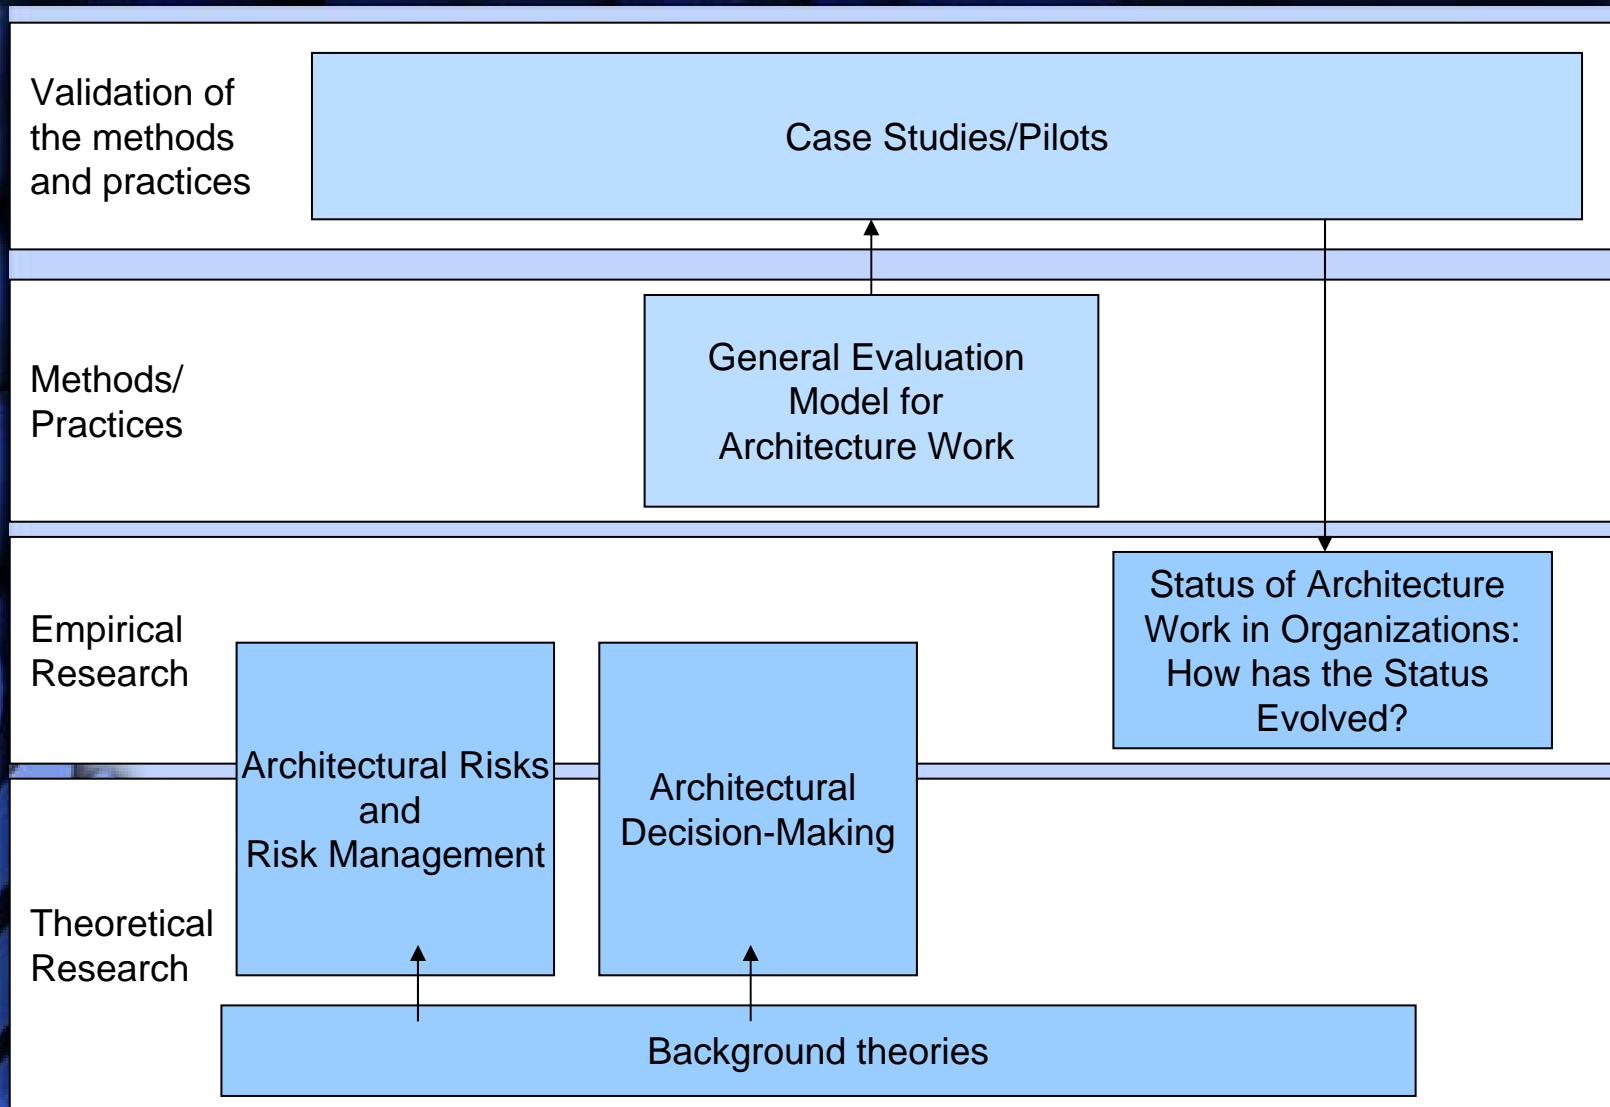 Validation of
the methods
and practices
Case Studies/Pilots
Methods/
Practices
General Evaluation
Model for
Architecture Work
Empirical
Research
Status of Architecture
Work in Organizations:
How has the Status
Evolved?
Architectural Risks
and
Risk Management
Architectural
Decision-Making
Theoretical
Research
Background theories